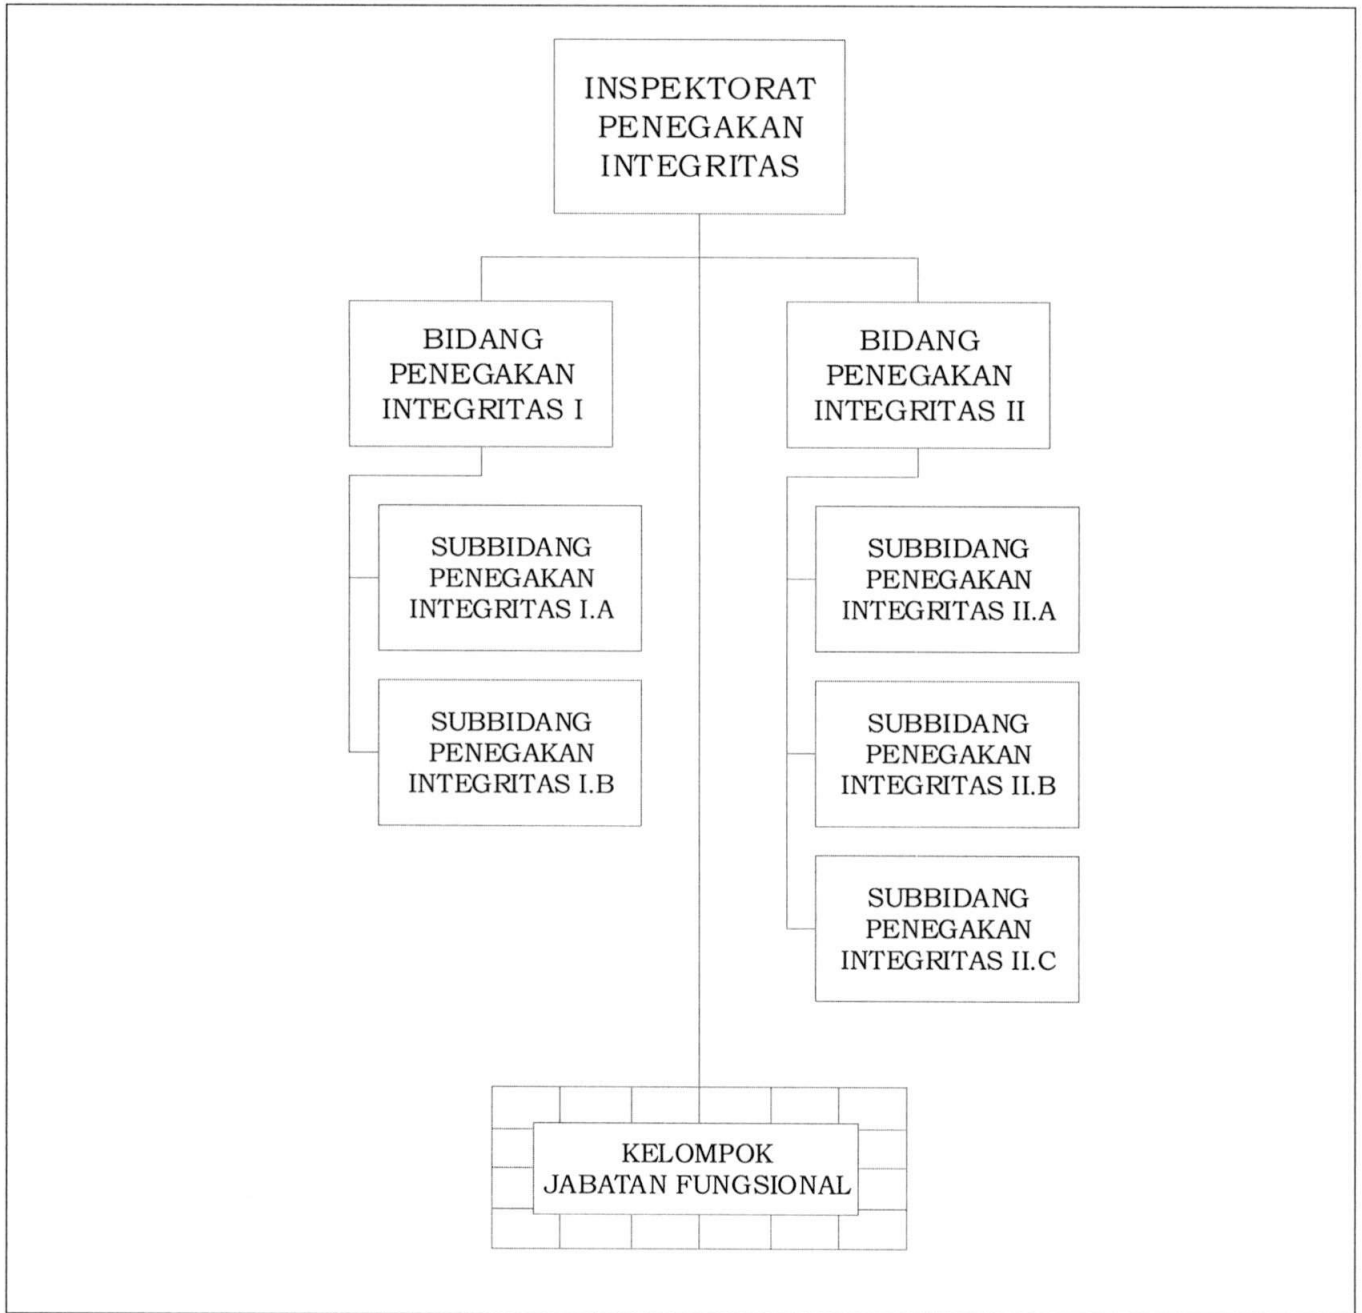 INSPEKTORAT
PENEGAKAN
INTEGRITAS
BIDANG
PENEGAKAN
INTEGRITAS I
SUBBIDANG
PENEGAKAN
INTEGRITAS I.A
SUBBIDANG
PENEGAKAN
INTEGRITAS I.B
BIDANG
PENEGAKAN
INTEGRITAS II
SUBBIDANG
PENEGAKAN
INTEGRITAS II.A
SUBBIDANG
PENEGAKAN
INTEGRITAS II.B
SUBBIDANG
PENEGAKAN
INTEGRITAS II.C
KELOMPOK
JABATAN FUNGSIONAL